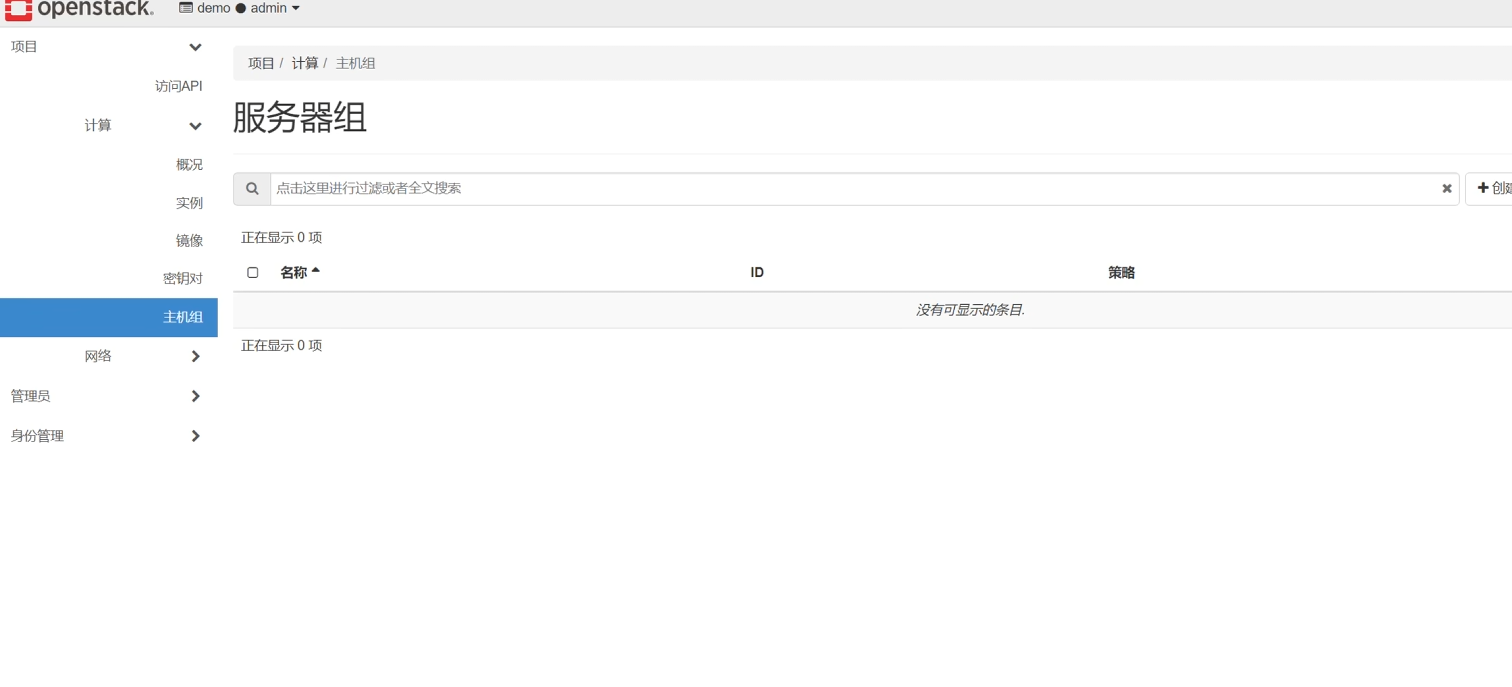 openstack. demo ● admin
项目
访问API
计算
概况
实例
镜像
密钥对
主机组
网络
管理员
身份管理
项目 / 计算 / 主机组
服务器组
点击这里进行过滤或者全文搜索
正在显示 0 项
名称 ID 策略
没有可显示的条目.
正在显示 0 项